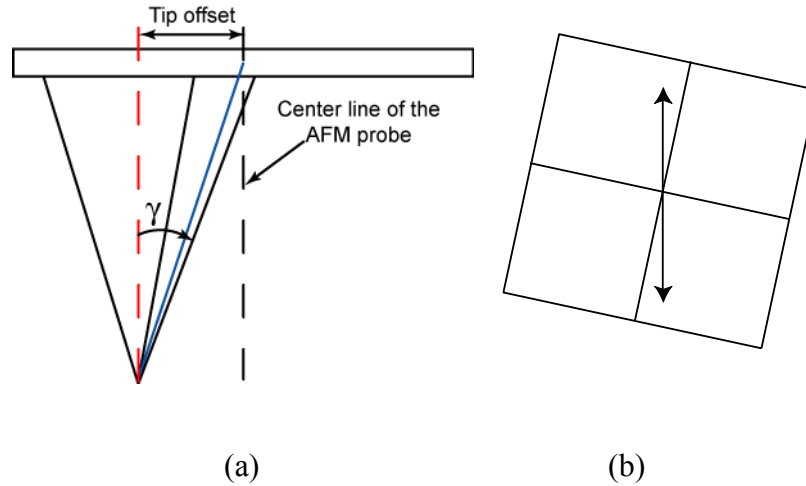 Tip offset
Center line of the
AFM probe
γ
(a)
(b)